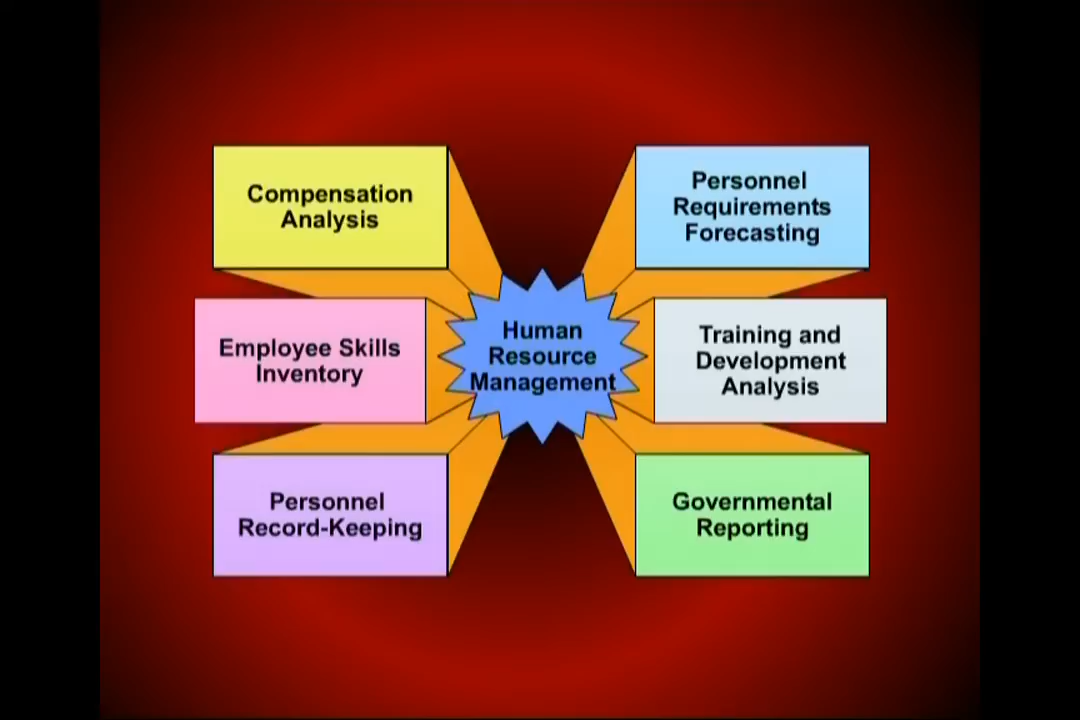 Compensation
Analysis
Personnel
Requirements
Forecasting
Employee Skills
Inventory
Human
Resource
Management
Training and
Development
Analysis
Personnel
Record-Keeping
Governmental
Reporting